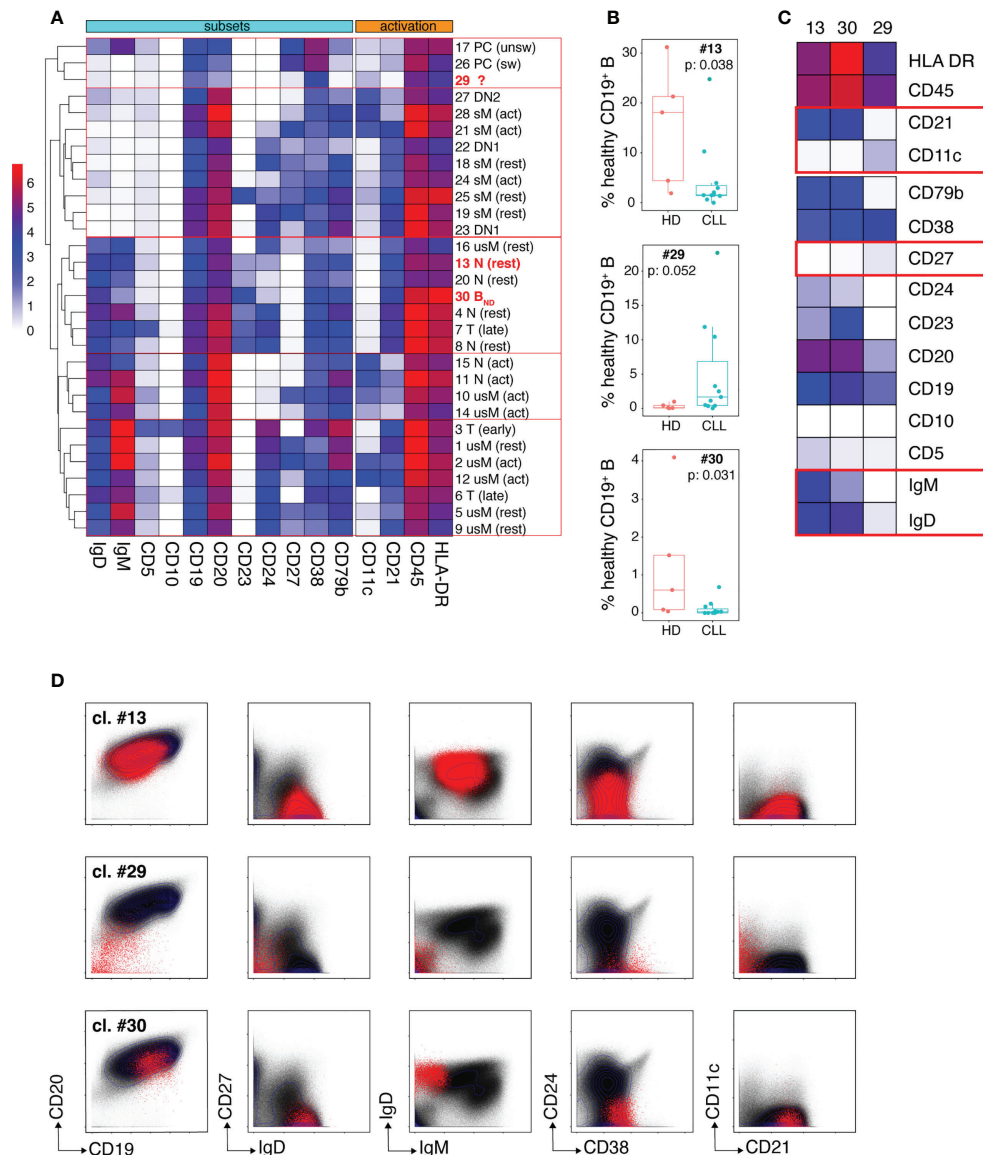 A
subsets
activation
17 PC (unsw)
26 PC (sw)
29 ?
27 DN2
28 sM (act)
21 sM (act)
22 DN1
18 sM (rest)
24 sM (act)
25 sM (rest)
19 sM (rest)
23 DN1
16 usM (rest)
13 N (rest)
20 N (rest)
30 BND
4 N (rest)
7 T (late)
8 N (rest)
15 N (act)
11 N (act)
10 usM (act)
14 usM (act)
3 T (early)
1 usM (rest)
2 usM (act)
12 usM (act)
6 T (late)
5 usM (rest)
9 usM (rest)
6
5
4
3
2
1
0
IgD
IgM
CD5
CD10
CD19
CD20
CD23
CD24
CD27
CD38
CD79b
CD11c
CD21
CD45
HLA-DR
B
#13
p: 0.038
% healthy CD19+ B
30
20
10
0
HD
CLL
#29
p: 0.052
% healthy CD19+ B
20
15
10
5
0
#30
p: 0.031
% healthy CD19+ B
4
3
2
1
0
HD
CLL
C
13 30 29
HLA DR
CD45
CD21
CD11c
CD79b
CD38
CD27
CD24
CD23
CD20
CD19
CD10
CD5
IgM
IgD
D
cl. #13
cl. #29
cl. #30
CD20
CD19
CD27
IgD
IgD
IgM
CD24
CD38
CD11c
CD21